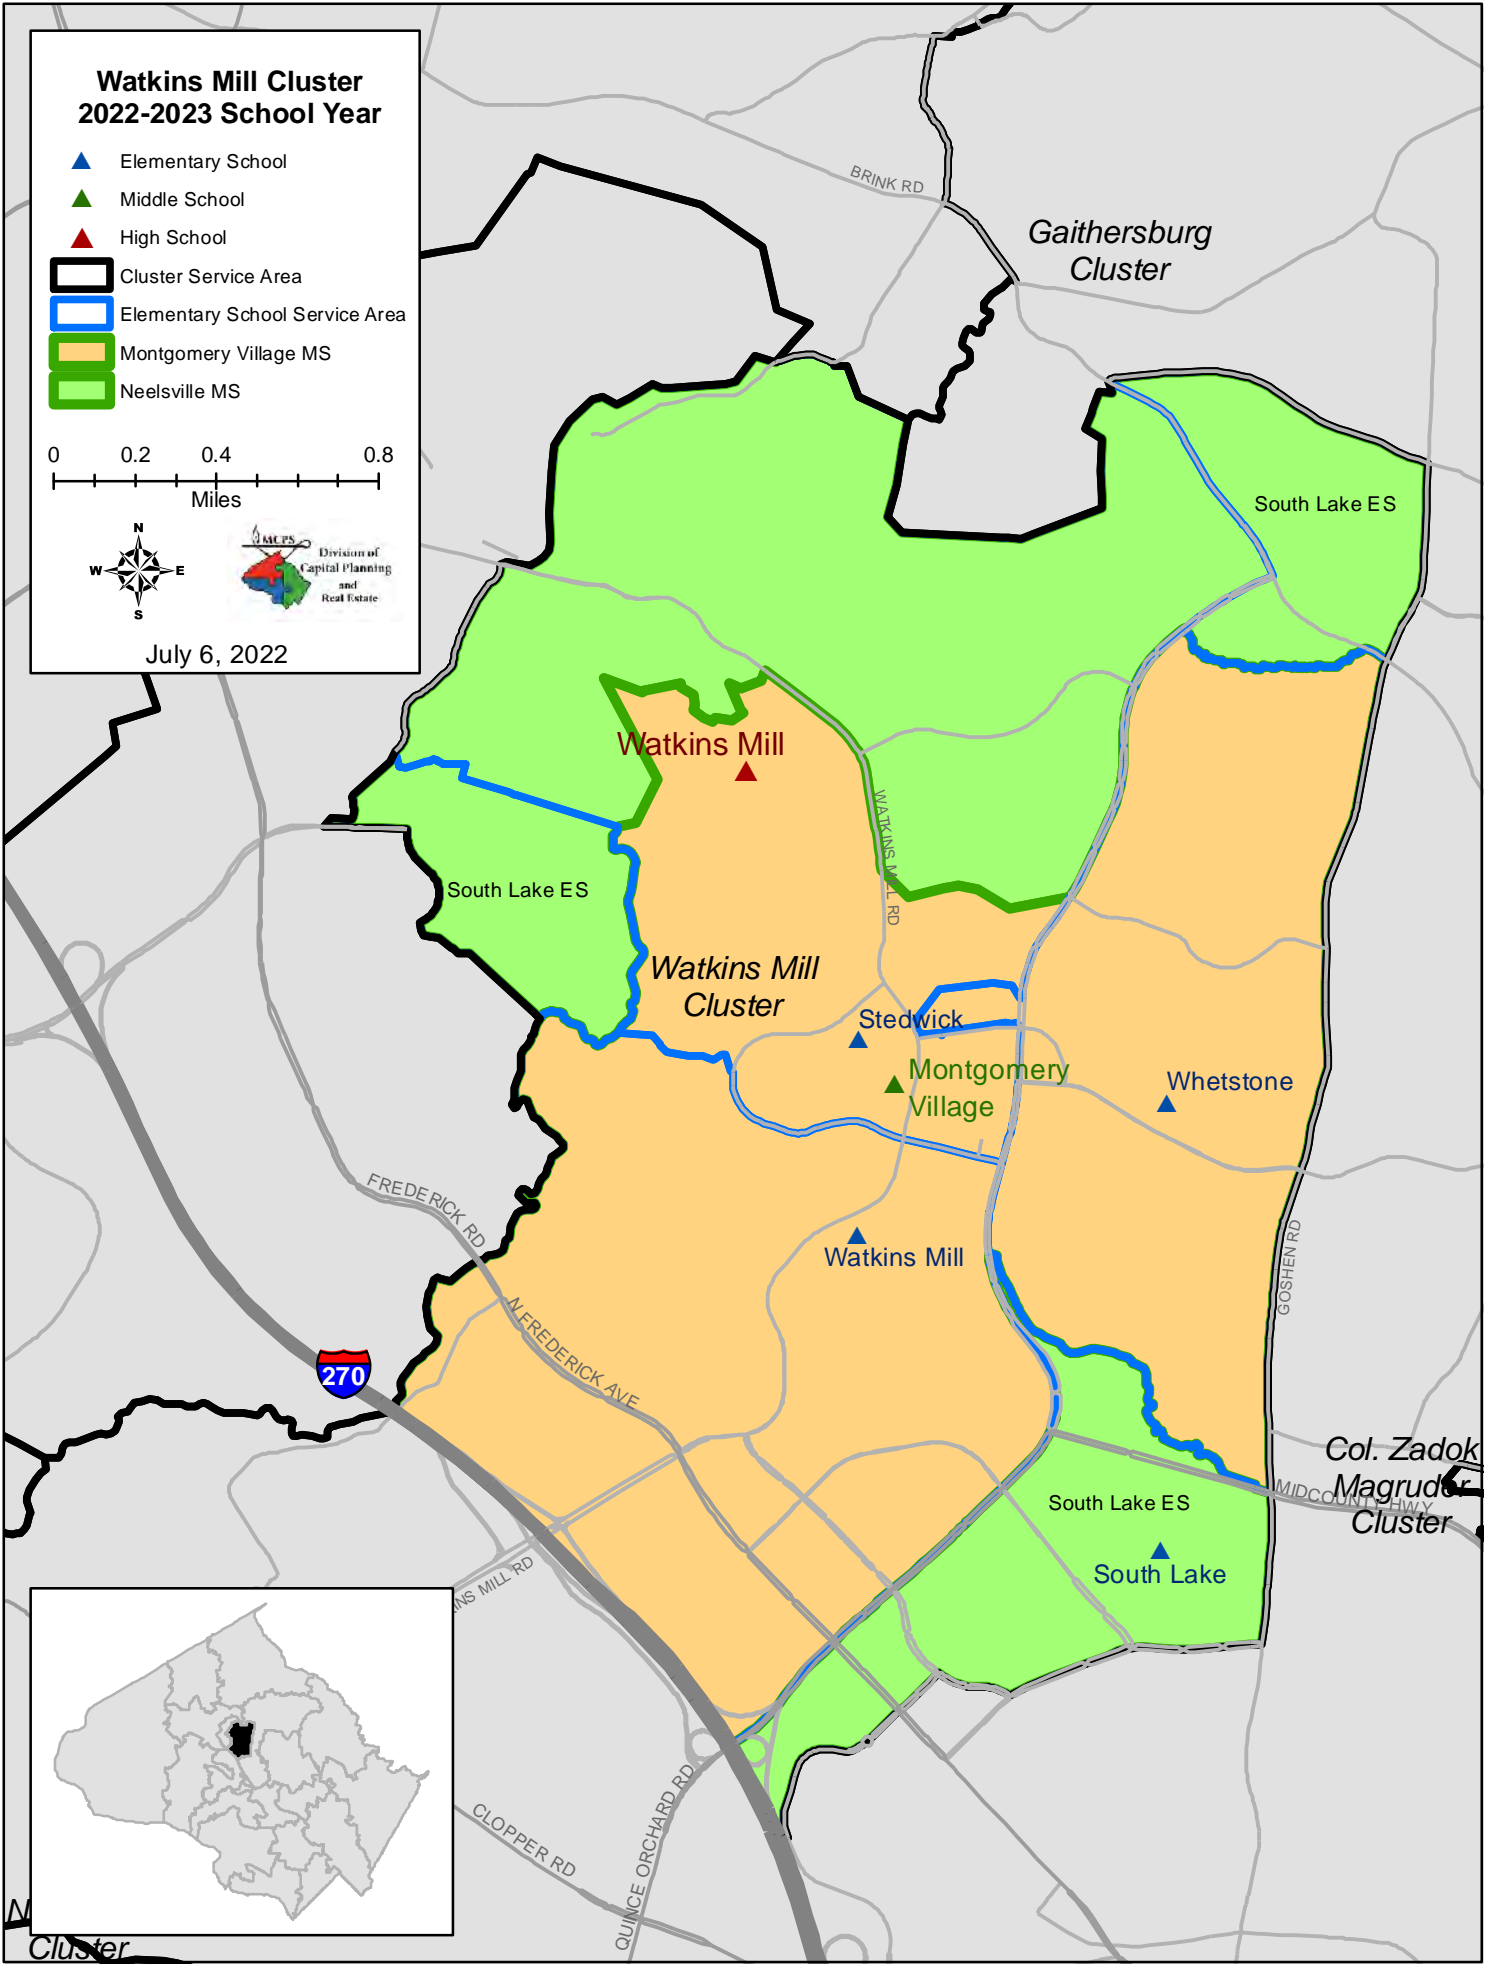 Watkins Mill Cluster
2022-2023 School Year
Elementary School
Middle School
High School
Cluster Service Area
Elementary School Service Area
Montgomery Village MS
Neelsville MS
0 0.2 0.4 0.8
Miles
N
W E
S
MCPS
Division of
Capital Planning
and
Real Estate
July 6, 2022
BRINK RD
Gaithersburg
Cluster
South Lake ES
Watkins Mill
WATKINS MILL RD
South Lake ES
Watkins Mill
Cluster
Stedwick
Montgomery
Village
Whetstone
FREDERICK RD
Watkins Mill
GOSHEN RD
N FREDERICK AVE
270
Col. Zadok
Magruder
Cluster
MIDCOUNTY HWY
South Lake ES
South Lake
INS MILL RD
QUINCE ORCHARD RD
CLOPPER RD
N
Cluster